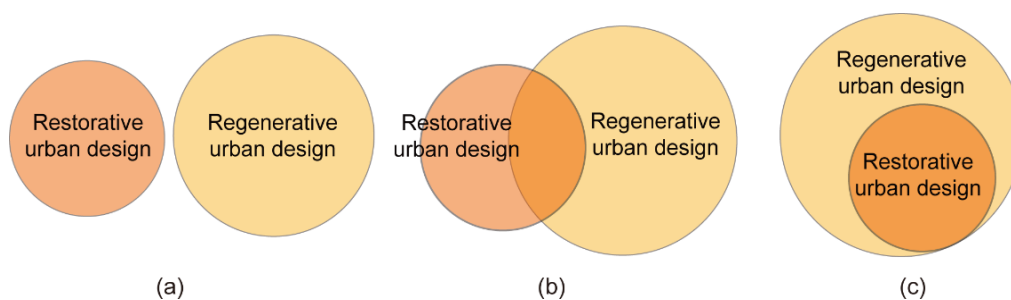 Restorative
urban design
Regenerative
urban design
(a)
Restorative
urban design
Regenerative
urban design
(b)
Regenerative
urban design
Restorative
urban design
(c)